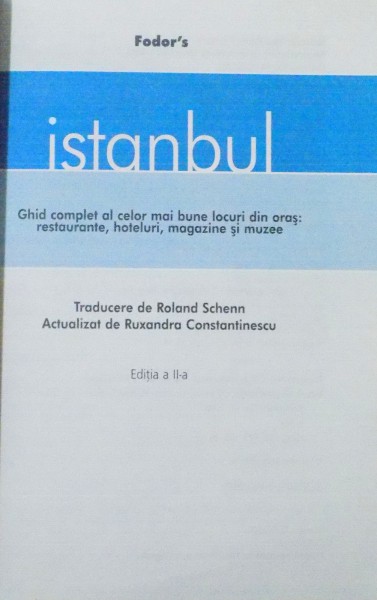 Fodor's
istanbul
Ghid complet al celor mai bune locuri din oraş:
restaurante, hoteluri, magazine şi muzee
Traducere de Roland Schenn
Actualizat de Ruxandra Constantinescu
Ediţia a II-a